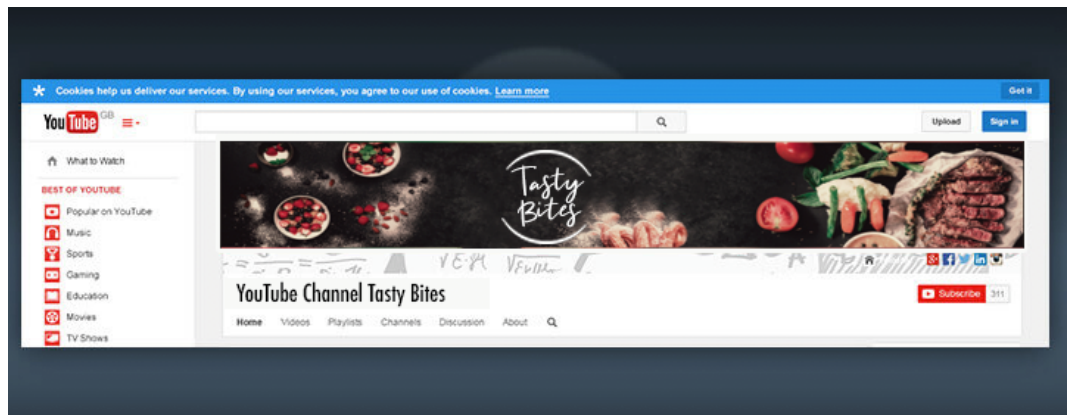 Cookies help us deliver our services. By using our services, you agree to our use of cookies. Learn more
Got it
YouTube GB
Upload
Sign in
What to Watch
BEST OF YOUTUBE
Popular on YouTube
Music
Sports
Gaming
Education
Movies
TV Shows
Tasty
Bites
YouTube Channel Tasty Bites
Subscribe 311
Home Videos Playlists Channels Discussion About